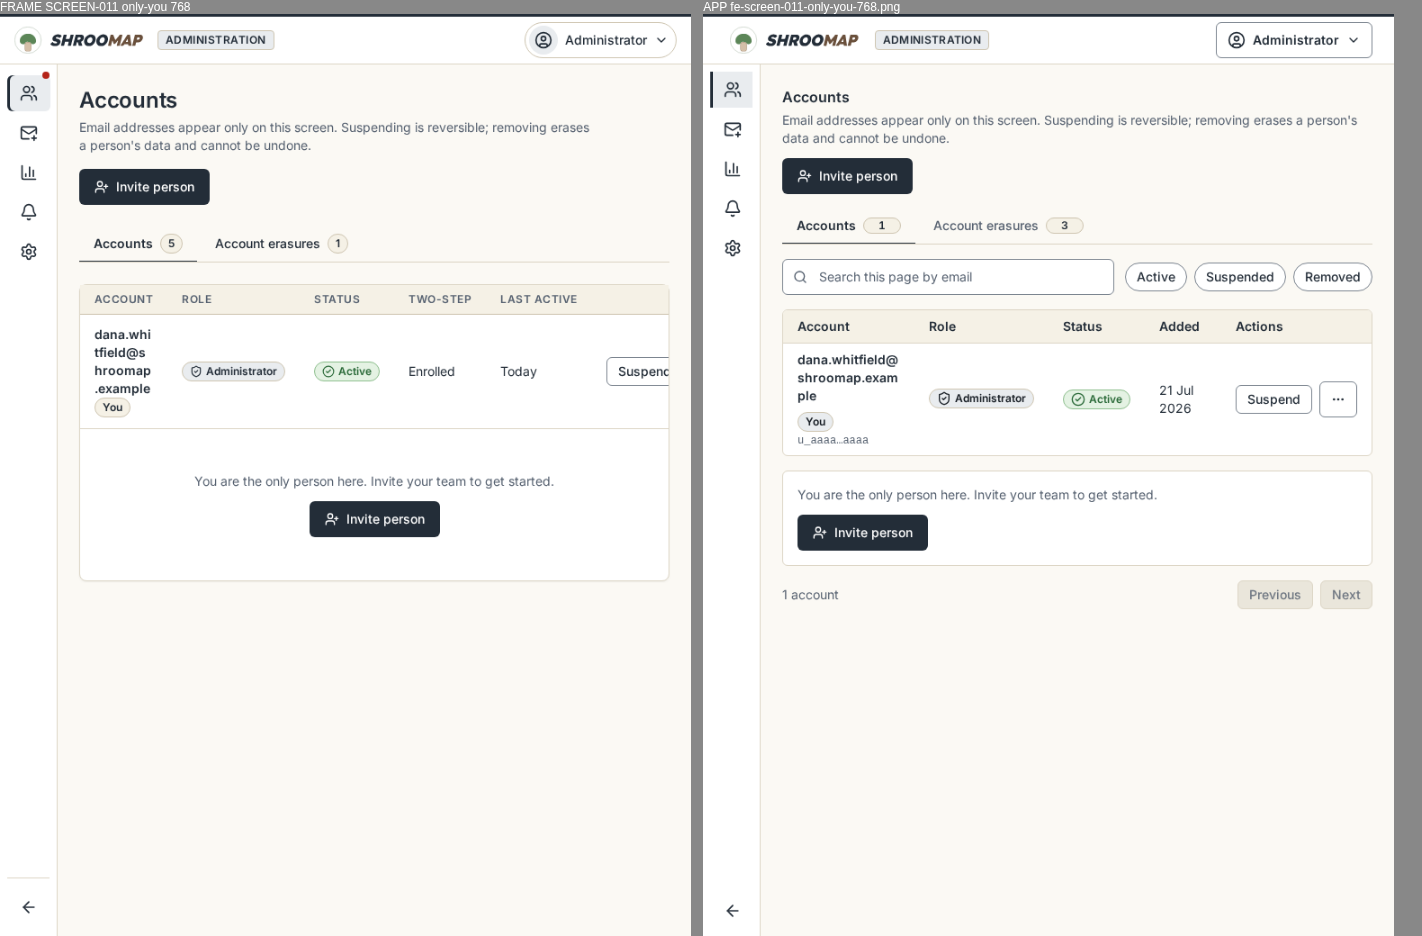 FRAME SCREEN-011 only-you 768
SHROOMAP
ADMINISTRATION
Administrator
Accounts
Email addresses appear only on this screen. Suspending is reversible; removing erases
a person's data and cannot be undone.
Invite person
Accounts 5
Account erasures 1
ACCOUNT ROLE STATUS TWO-STEP LAST ACTIVE
dana.whi
tfield@s
hroomap
.example
You
Administrator
Active
Enrolled
Today
Suspend
You are the only person here. Invite your team to get started.
Invite person
APP fe-screen-011-only-you-768.png
SHROOMAP
ADMINISTRATION
Administrator
Accounts
Email addresses appear only on this screen. Suspending is reversible; removing erases a person's
data and cannot be undone.
Invite person
Accounts 1
Account erasures 3
Search this page by email
Active
Suspended
Removed
Account Role Status Added Actions
dana.whitfield@
shroomap.exam
ple
You
u_aaaa…aaaa
Administrator
Active
21 Jul
2026
Suspend
You are the only person here. Invite your team to get started.
Invite person
1 account
Previous
Next